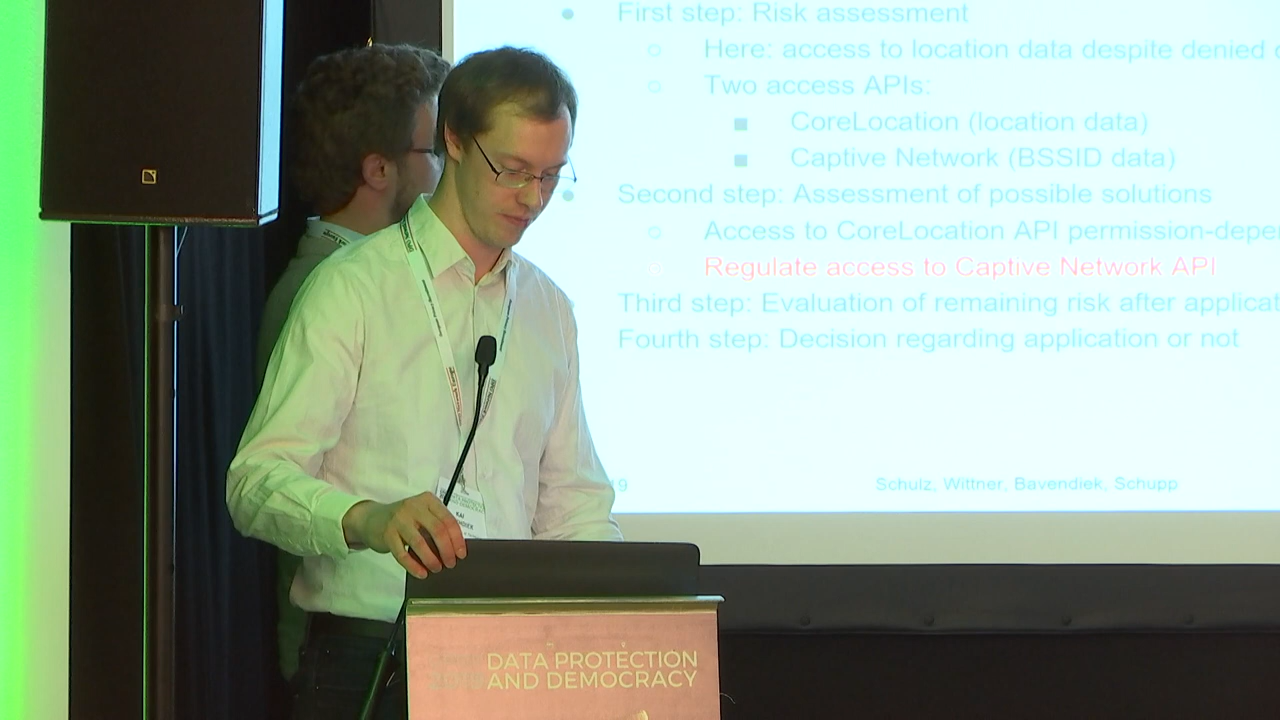 First step: Risk assessment
Here: access to location data despite denied
Two access APIs:
CoreLocation (location data)
Captive Network (BSSID data)
Second step: Assessment of possible solutions
Access to CoreLocation API permission-depe
Regulate access to Captive Network API
Third step: Evaluation of remaining risk after applicat
Fourth step: Decision regarding application or not
19
Schulz, Wittner, Bavendiek, Schupp
KAI
DATA PROTECTION
AND DEMOCRACY